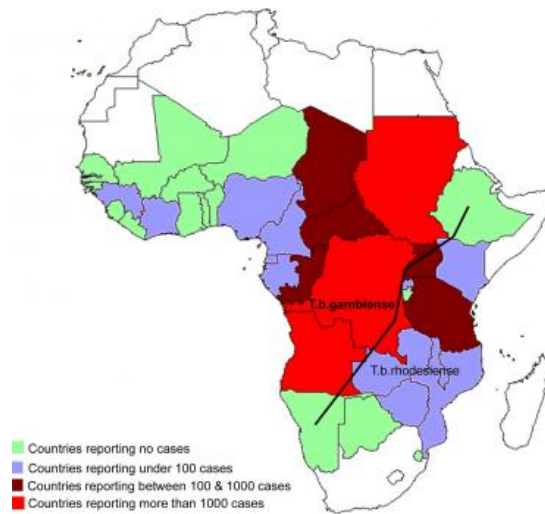 T.b.gambiense
T.b.rhodesiense
Countries reporting no cases
Countries reporting under 100 cases
Countries reporting between 100 & 1000 cases
Countries reporting more than 1000 cases